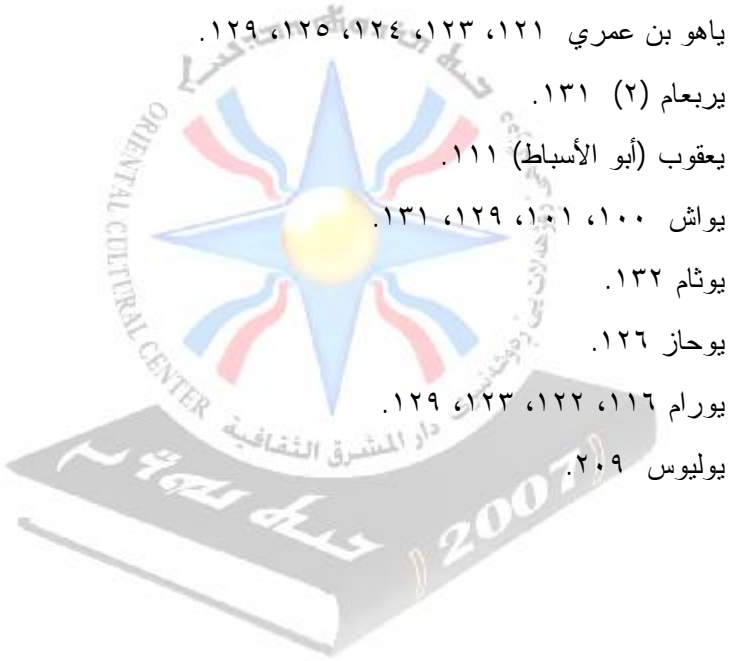 ياهو بن عمري ١٢١، ١٢٣، ١٢٤، ١٢٥، ١٢٩.
يربعام (٢) ١٣١.
يعقوب (أبو الأسباط) ١١١.
يواش ١٠٠، ١٠١، ١٢٩، ١٣١.
يوثام ١٣٢.
يوحاز ١٢٦.
يورام ١١٦، ١٢٢، ١٢٣، ١٢٩.
يوليوس ٢٠٩.
ORIENTAL CULTURAL CENTER
دار المشرق الثقافية
2007